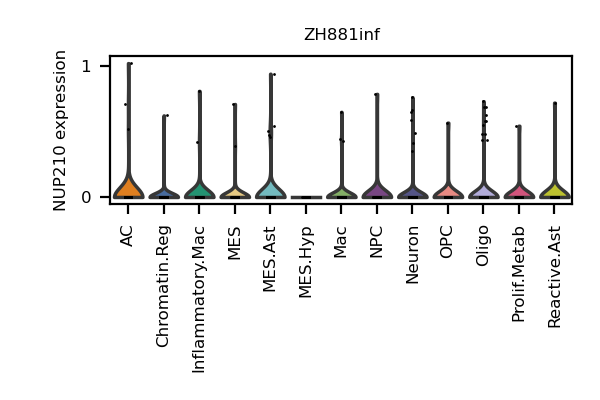 ZH881inf
NUP210 expression
1
0
AC
Chromatin.Reg
Inflammatory.Mac
MES
MES.Ast
MES.Hyp
Mac
NPC
Neuron
OPC
Oligo
Prolif.Metab
Reactive.Ast